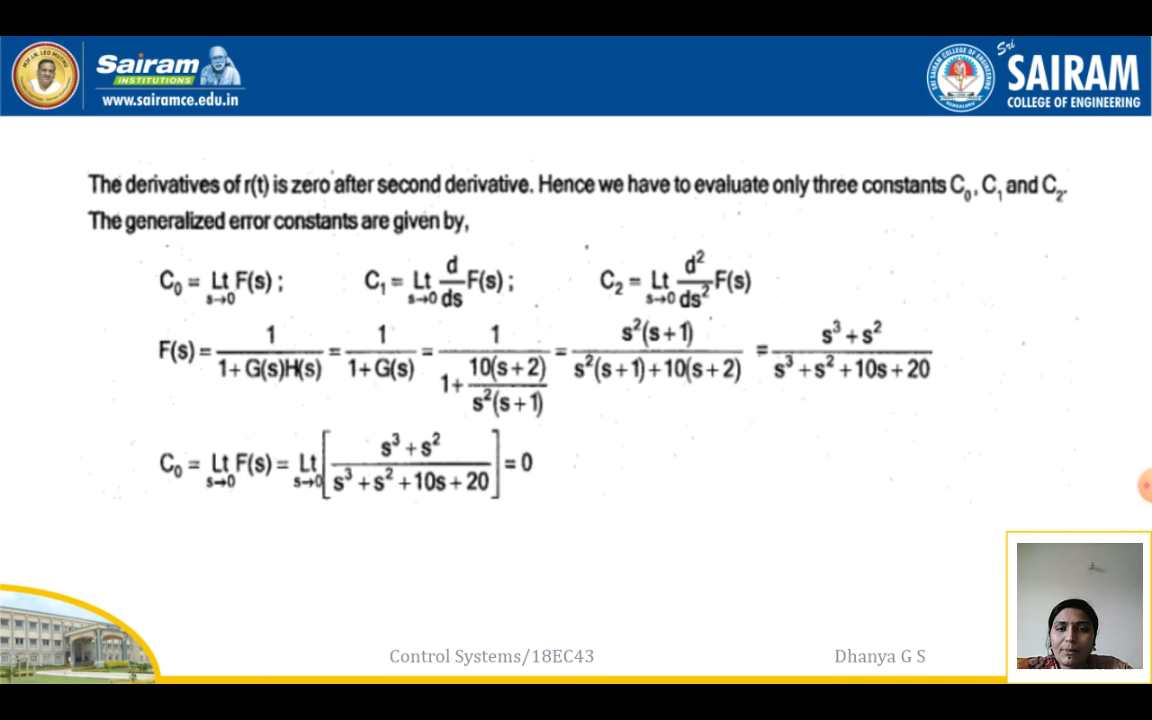 Sairam
INSTITUTIONS
www.sairamce.edu.in
Sri
SAIRAM
COLLEGE OF ENGINEERING
The derivatives of r(t) is zero after second derivative. Hence we have to evaluate only three constants C₀, C₁ and C₂.
The generalized error constants are given by,
C₀ = Lt s→0 F(s) ; C₁ = Lt s→0 d/ds F(s) ; C₂ = Lt s→0 d²/ds² F(s)
F(s) = 1/(1+G(s)H(s)) = 1/(1+G(s)) = 1/(1+ 10(s+2)/(s²(s+1))) = s²(s+1)/(s²(s+1)+10(s+2)) = (s³+s²)/(s³+s²+10s+20)
C₀ = Lt s→0 F(s) = Lt s→0 [(s³+s²)/(s³+s²+10s+20)] = 0
Control Systems/18EC43
Dhanya G S